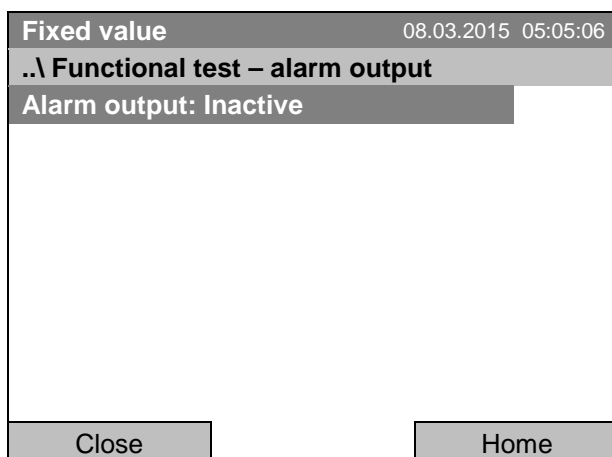 Fixed value 08.03.2015 05:05:06
..\ Functional test – alarm output
Alarm output: Inactive
Close Home